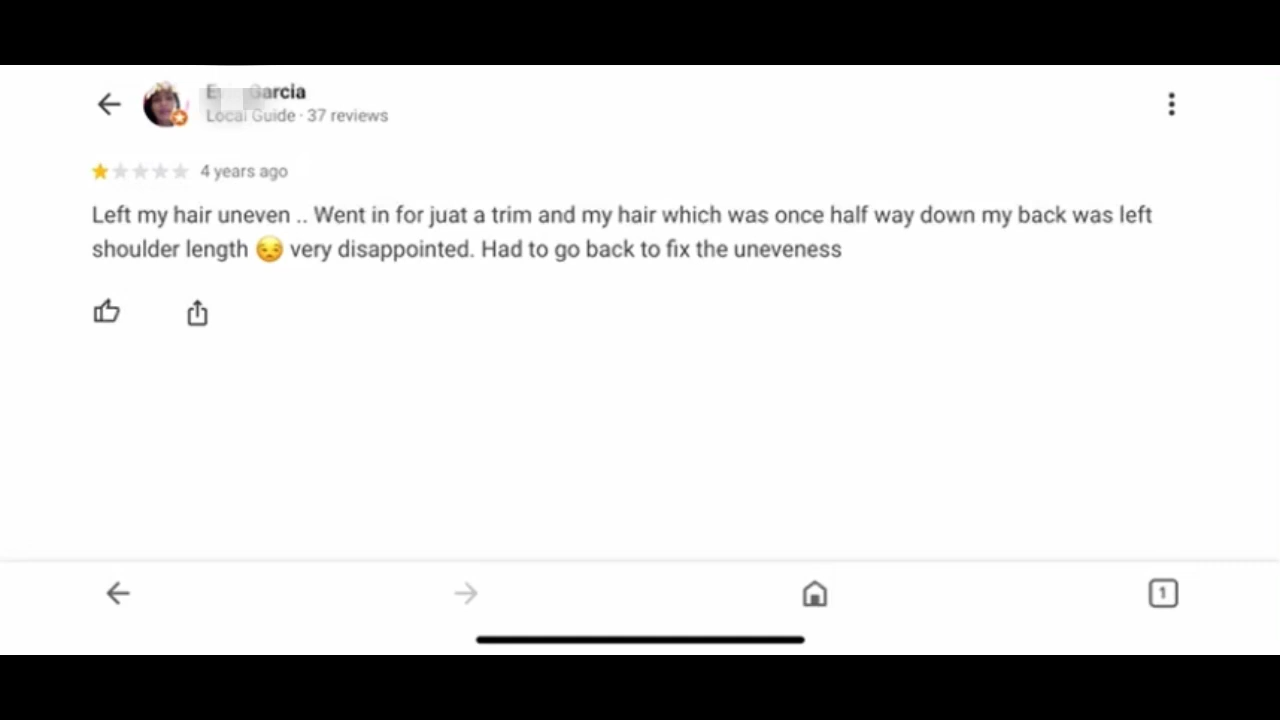 Garcia
Local Guide · 37 reviews
4 years ago
Left my hair uneven .. Went in for juat a trim and my hair which was once half way down my back was left
shoulder length 😒 very disappointed. Had to go back to fix the uneveness
1